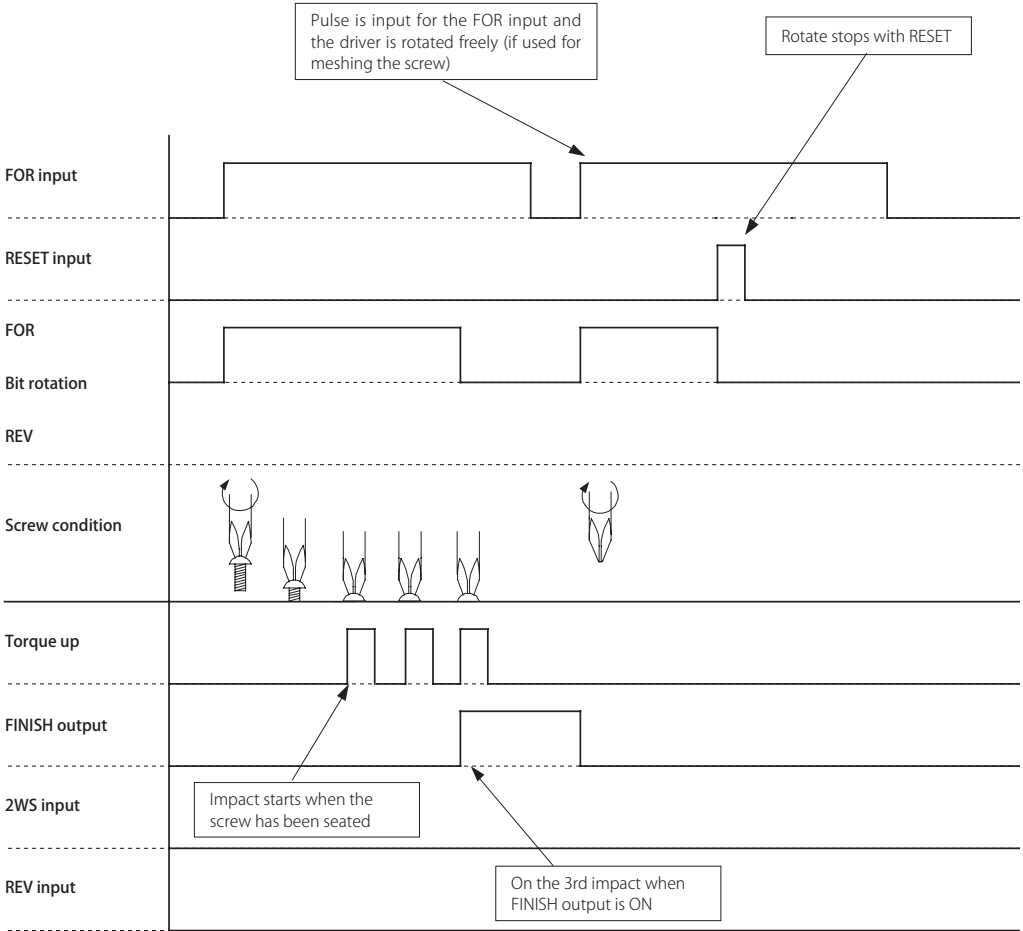 Pulse is input for the FOR input and
the driver is rotated freely (if used for
meshing the screw)
Rotate stops with RESET
FOR input
RESET input
FOR
Bit rotation
REV
Screw condition
Torque up
FINISH output
Impact starts when the
screw has been seated
2WS input
On the 3rd impact when
FINISH output is ON
REV input